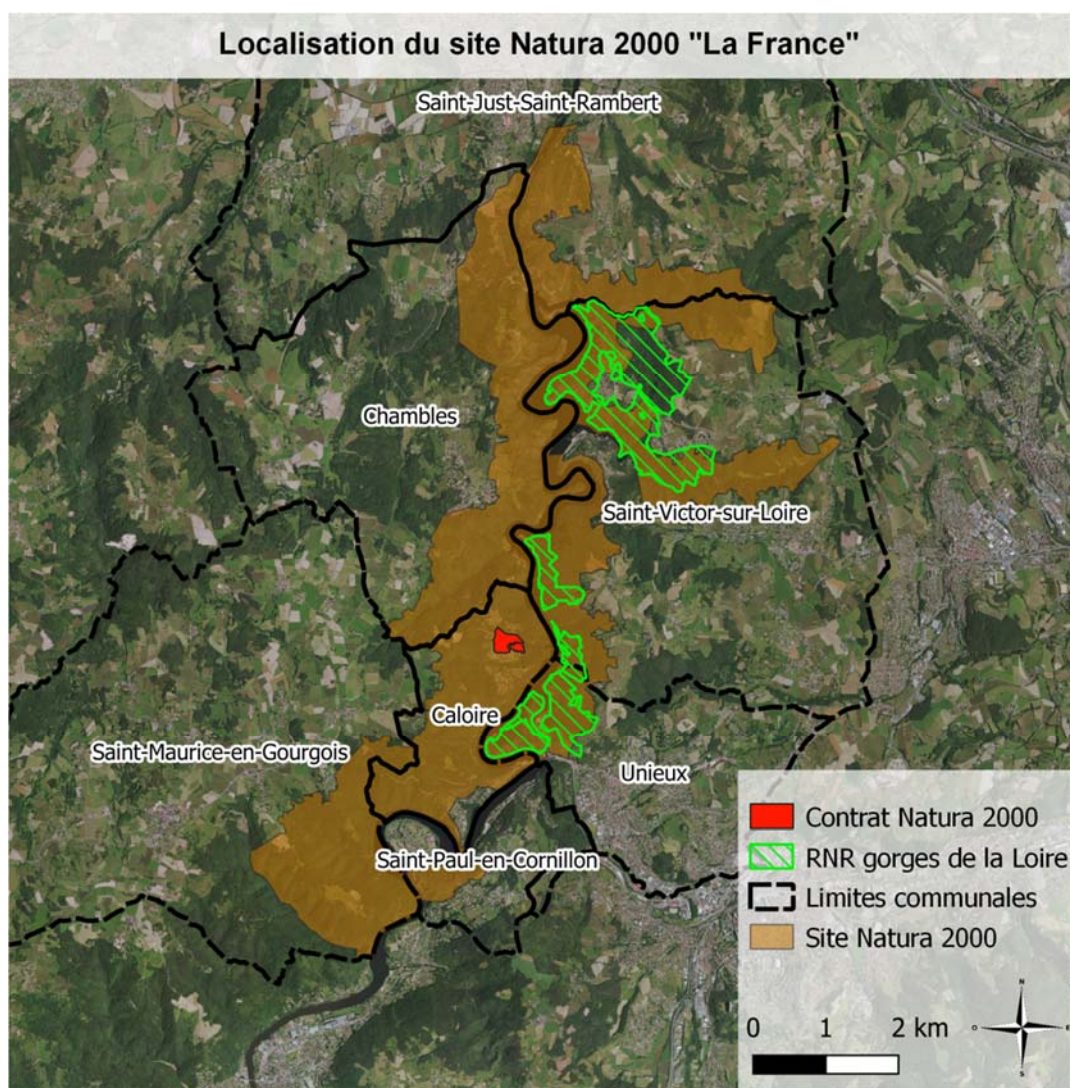 Localisation du site Natura 2000 "La France"
Saint-Just-Saint-Rambert
Chambles
Saint-Victor-sur-Loire
Caloire
Saint-Maurice-en-Gourgois
Unieux
Saint-Paul-en-Cornillon
Contrat Natura 2000
RNR gorges de la Loire
Limites communales
Site Natura 2000
0 1 2 km
N
O E
S